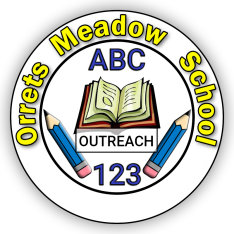 Orrets Meadow School
ABC
OUTREACH
123